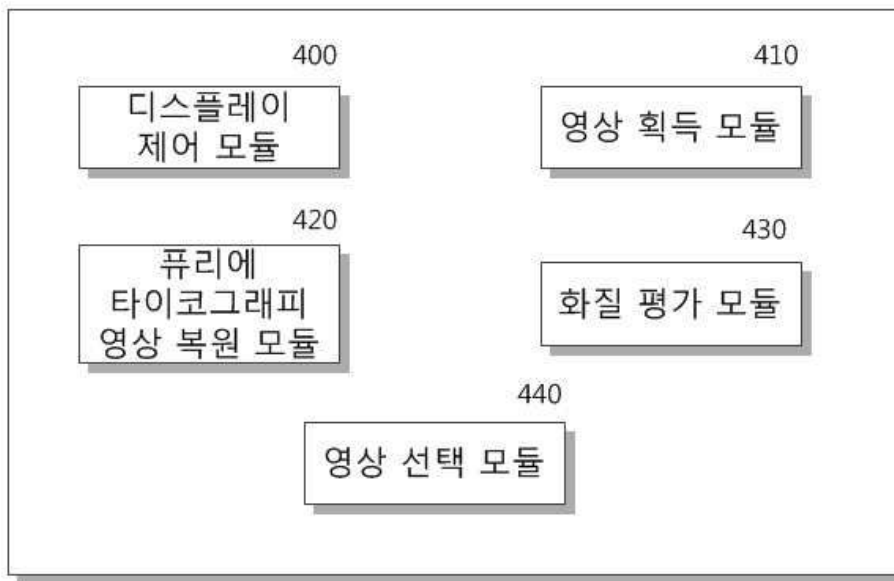 400
디스플레이
제어 모듈
410
영상 획득 모듈
420
퓨리에
타이코그래피
영상 복원 모듈
430
화질 평가 모듈
440
영상 선택 모듈